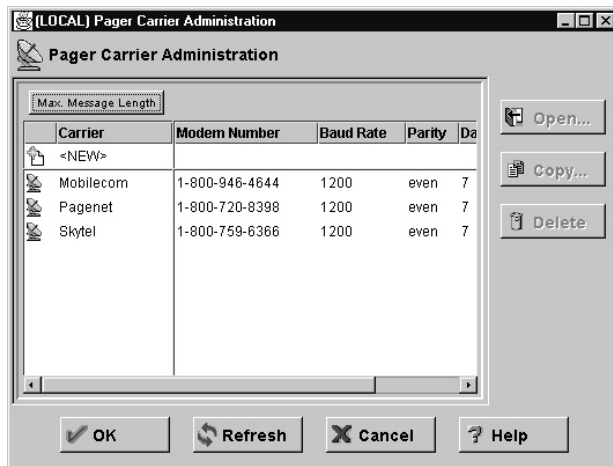 (LOCAL) Pager Carrier Administration
Pager Carrier Administration
Max. Message Length
Carrier Modem Number Baud Rate Parity Da
<NEW>
Mobilecom 1-800-946-4644 1200 even 7
Pagenet 1-800-720-8398 1200 even 7
Skytel 1-800-759-6366 1200 even 7
Open...
Copy...
Delete
OK Refresh Cancel Help